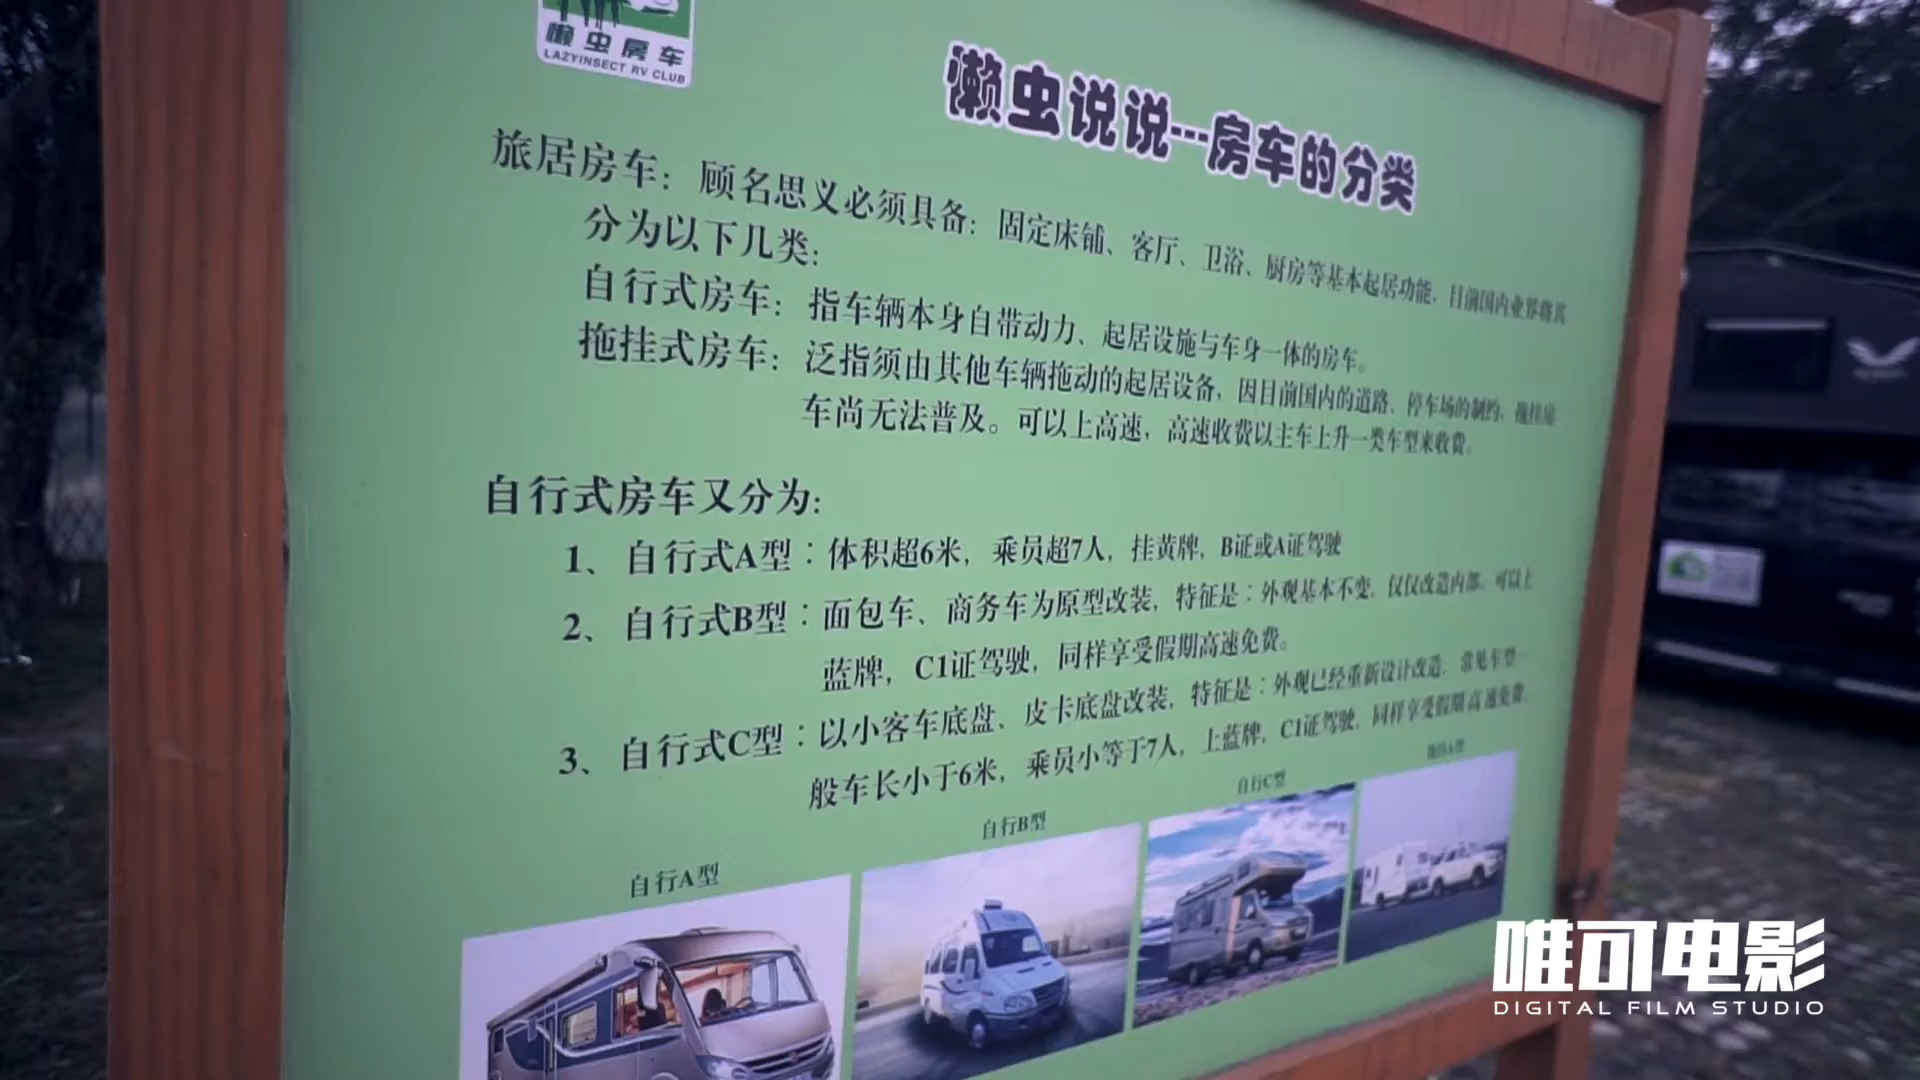 懒虫房车
LAZYINSECT RV CLUB
懒虫说说···房车的分类
旅居房车：顾名思义必须具备：固定床铺、客厅、卫浴、厨房等基本起居功能，目前国内业界将其
分为以下几类：
自行式房车：指车辆本身自带动力、起居设施与车身一体的房车。
拖挂式房车：泛指须由其他车辆拖动的起居设备，因目前国内的道路、停车场的制约，拖挂房
车尚无法普及。可以上高速，高速收费以主车上升一类车型来收费。
自行式房车又分为：
1、自行式A型：体积超6米，乘员超7人，挂黄牌，B证或A证驾驶
2、自行式B型：面包车、商务车为原型改装，特征是：外观基本不变，仅仅改造内部。可以上
蓝牌，C1证驾驶，同样享受假期高速免费。
3、自行式C型：以小客车底盘、皮卡底盘改装，特征是：外观已经重新设计改造，常见车型一
般车长小于6米，乘员小等于7人，上蓝牌，C1证驾驶，同样享受假期高速免费。
自行A型
自行B型
自行C型
唯可电影
DIGITAL FILM STUDIO